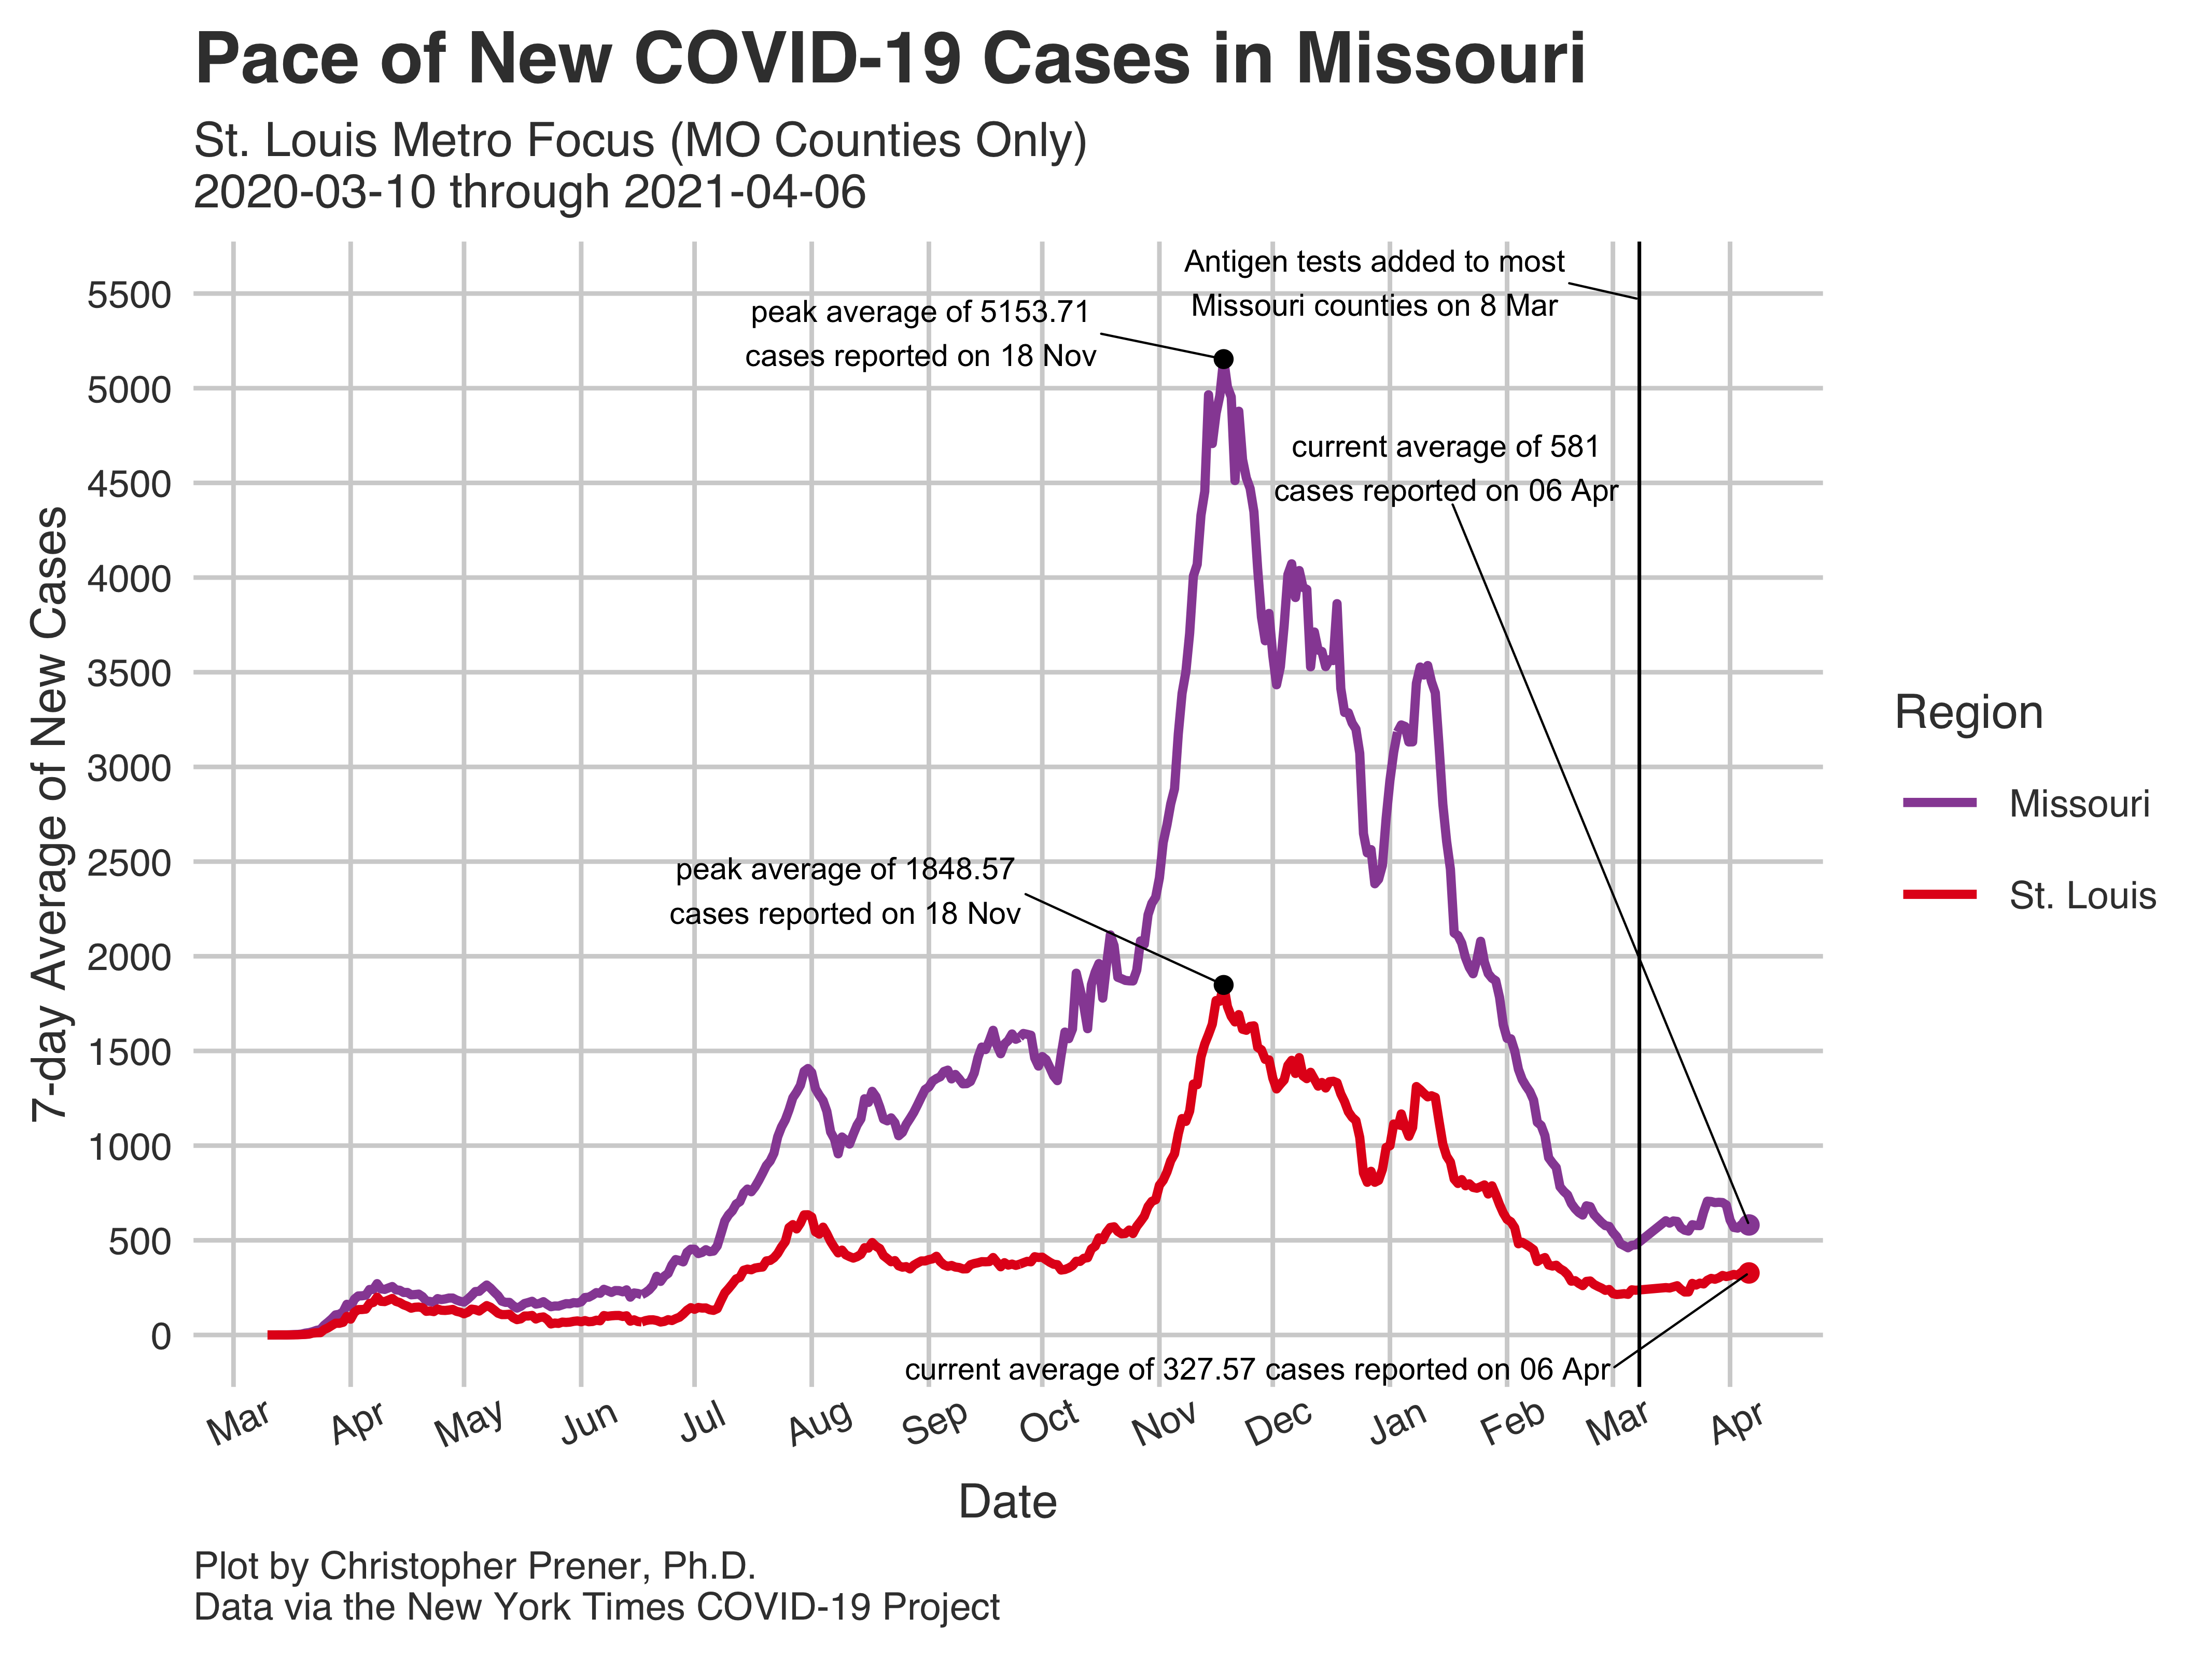 Pace of New COVID-19 Cases in Missouri
St. Louis Metro Focus (MO Counties Only)
2020-03-10 through 2021-04-06
Antigen tests added to most
Missouri counties on 8 Mar
peak average of 5153.71
cases reported on 18 Nov
current average of 581
cases reported on 06 Apr
peak average of 1848.57
cases reported on 18 Nov
current average of 327.57 cases reported on 06 Apr
7-day Average of New Cases
5500
5000
4500
4000
3500
3000
2500
2000
1500
1000
500
0
Mar
Apr
May
Jun
Jul
Aug
Sep
Oct
Nov
Dec
Jan
Feb
Mar
Apr
Date
Region
Missouri
St. Louis
Plot by Christopher Prener, Ph.D.
Data via the New York Times COVID-19 Project